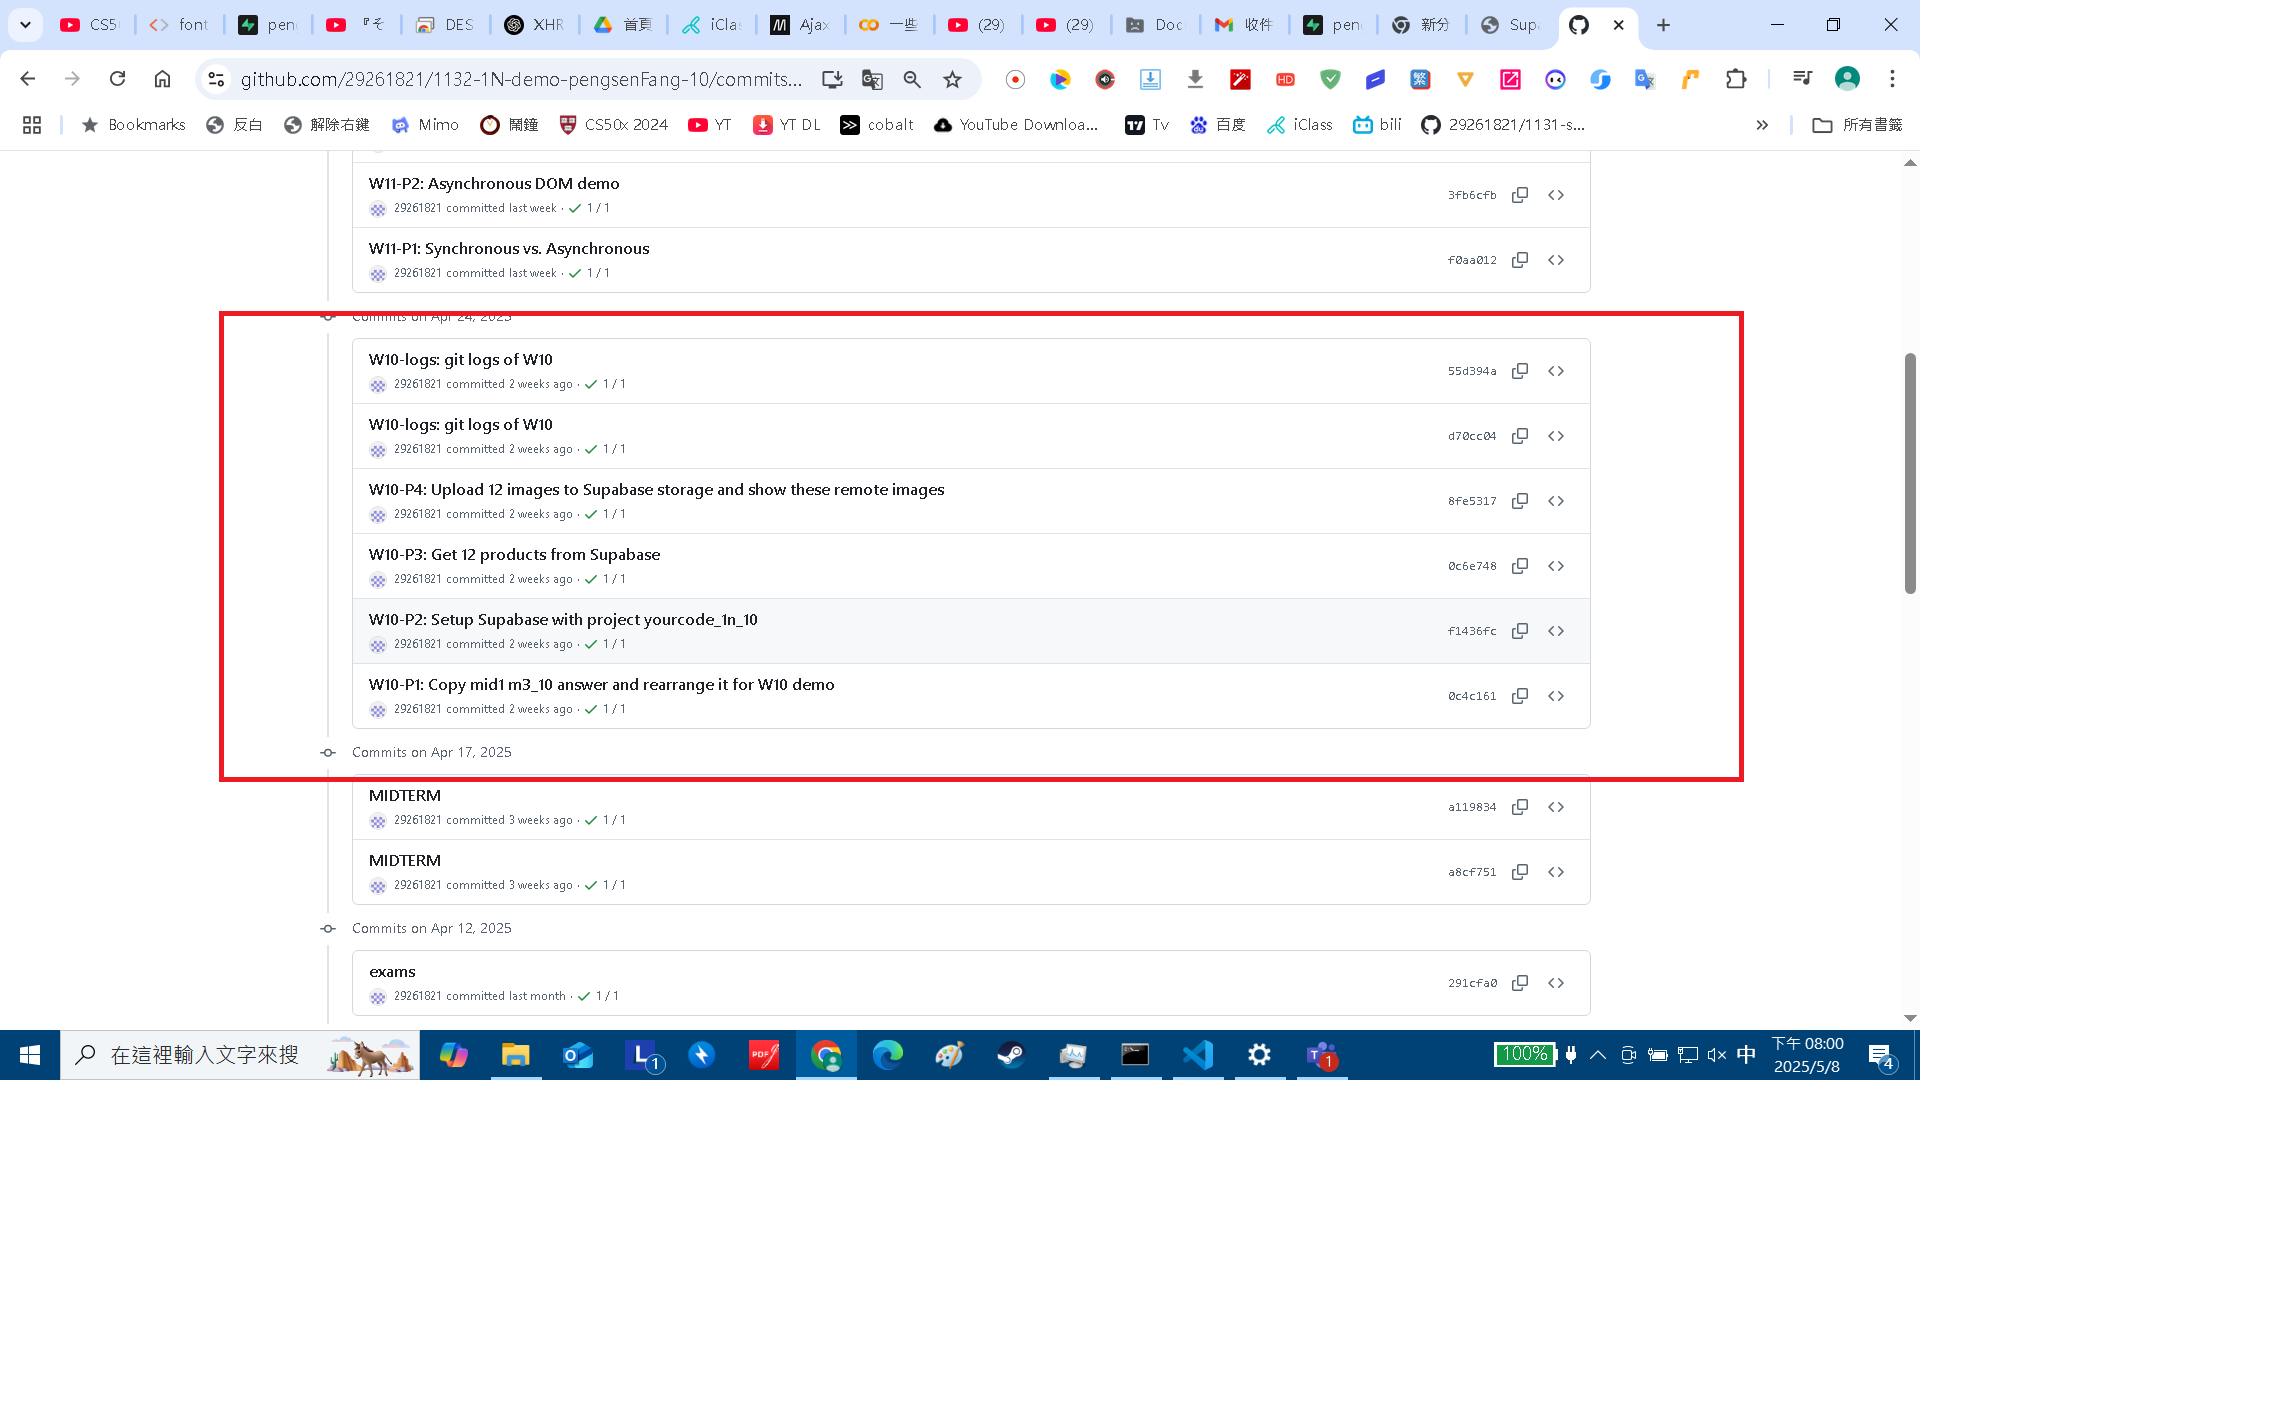 CS5
font
pen
『そ
DES
XHR
首頁
iClas
Ajax
一些
(29)
(29)
Doc
收件
pen
新分
Sup
github.com/29261821/1132-1N-demo-pengsenFang-10/commits...
HD
繁
Bookmarks
反白
解除右鍵
Mimo
鬧鐘
CS50x 2024
YT
YT DL
cobalt
YouTube Downloa...
Tv
百度
iClass
bili
29261821/1131-s...
所有書籤
W11-P2: Asynchronous DOM demo
3fb6cfb
29261821 committed last week · 1 / 1
W11-P1: Synchronous vs. Asynchronous
f0aa012
29261821 committed last week · 1 / 1
Commits on Apr 24, 2025
W10-logs: git logs of W10
55d394a
29261821 committed 2 weeks ago · 1 / 1
W10-logs: git logs of W10
d70cc04
29261821 committed 2 weeks ago · 1 / 1
W10-P4: Upload 12 images to Supabase storage and show these remote images
8fe5317
29261821 committed 2 weeks ago · 1 / 1
W10-P3: Get 12 products from Supabase
0c6e748
29261821 committed 2 weeks ago · 1 / 1
W10-P2: Setup Supabase with project yourcode_1n_10
f1436fc
29261821 committed 2 weeks ago · 1 / 1
W10-P1: Copy mid1 m3_10 answer and rearrange it for W10 demo
0c4c161
29261821 committed 2 weeks ago · 1 / 1
Commits on Apr 17, 2025
MIDTERM
a119834
29261821 committed 3 weeks ago · 1 / 1
MIDTERM
a8cf751
29261821 committed 3 weeks ago · 1 / 1
Commits on Apr 12, 2025
exams
291cfa0
29261821 committed last month · 1 / 1
在這裡輸入文字來搜
L
1
PDF
1
100%
中
下午 08:00
2025/5/8
4